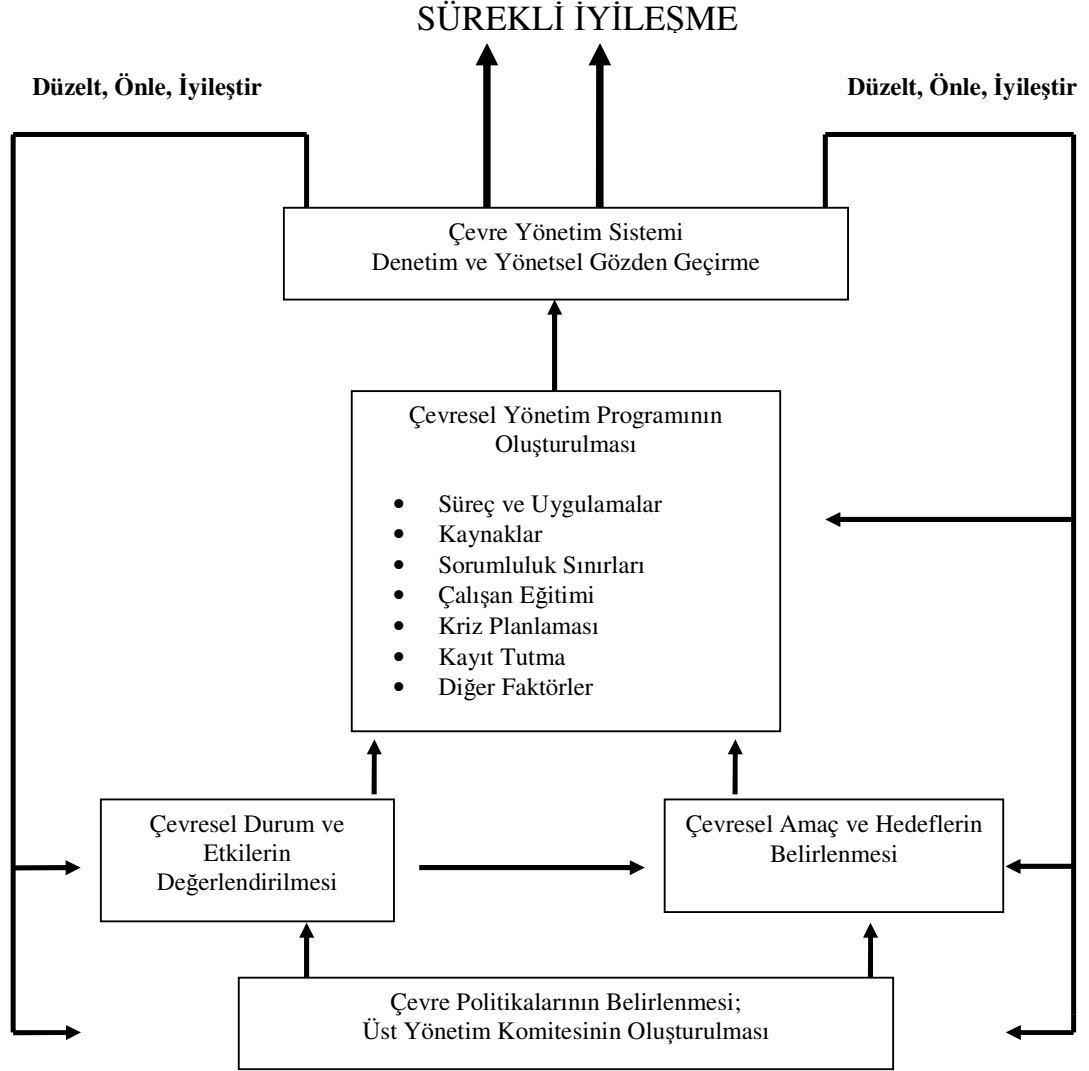 SÜREKLİ İYİLEŞME
Düzelt, Önle, İyileştir
Düzelt, Önle, İyileştir
Çevre Yönetim Sistemi
Denetim ve Yönetsel Gözden Geçirme
Çevresel Yönetim Programının
Oluşturulması
• Süreç ve Uygulamalar
• Kaynaklar
• Sorumluluk Sınırları
• Çalışan Eğitimi
• Kriz Planlaması
• Kayıt Tutma
• Diğer Faktörler
Çevresel Durum ve
Etkilerin
Değerlendirilmesi
Çevresel Amaç ve Hedeflerin
Belirlenmesi
Çevre Politikalarının Belirlenmesi;
Üst Yönetim Komitesinin Oluşturulması